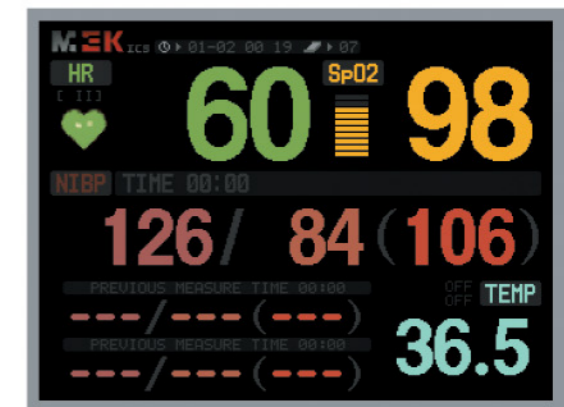 MEK ICS 01-02 00 19 07
HR SpO2
[ II] 60 98
NIBP TIME 00:00
126/ 84(106)
PREVIOUS MEASURE TIME 00:00
---/---(---)
PREVIOUS MEASURE TIME 00:00
---/---(---)
OFF
OFF TEMP
36.5